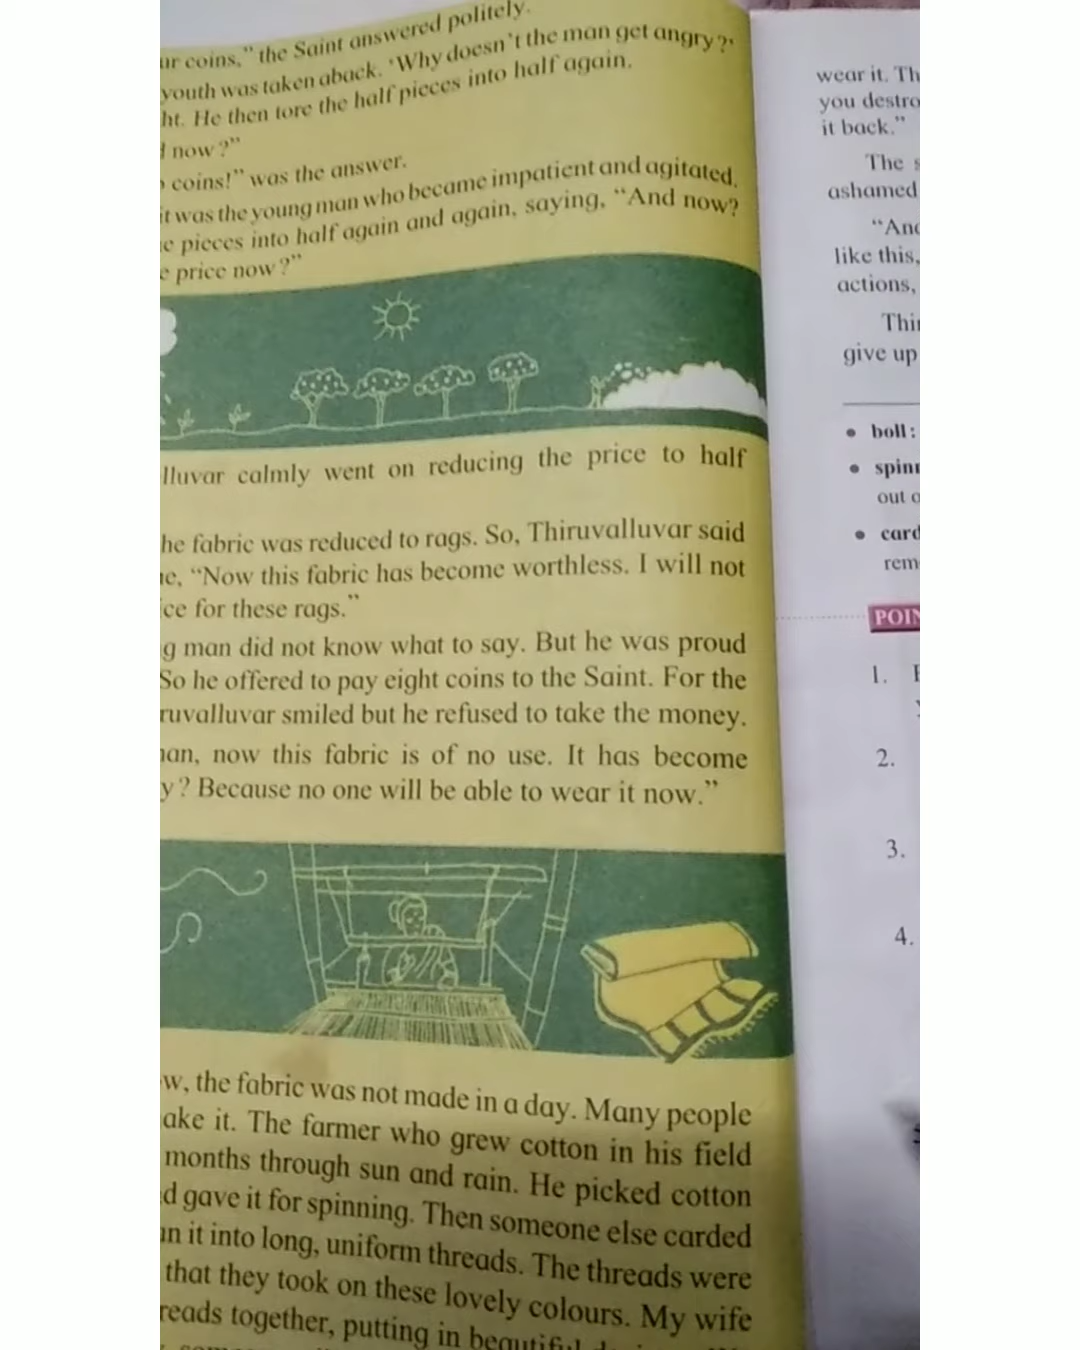 ur coins," the Saint answered politely.
youth was taken aback. 'Why doesn't the man get angry?'
ht. He then tore the half pieces into half again.
now?"
coins!" was the answer.
it was the young man who became impatient and agitated.
e pieces into half again and again, saying, "And now?
e price now?"
lluvar calmly went on reducing the price to half
he fabric was reduced to rags. So, Thiruvalluvar said
e, "Now this fabric has become worthless. I will not
ce for these rags."
g man did not know what to say. But he was proud
So he offered to pay eight coins to the Saint. For the
ruvalluvar smiled but he refused to take the money.
an, now this fabric is of no use. It has become
y? Because no one will be able to wear it now."
w, the fabric was not made in a day. Many people
ake it. The farmer who grew cotton in his field
months through sun and rain. He picked cotton
d gave it for spinning. Then someone else carded
un it into long, uniform threads. The threads were
that they took on these lovely colours. My wife
reads together, putting in
wear it. Th
you destro
it back."
The s
ashamed
"And
like this,
actions,
Thi
give up
• boll:
• spin
out o
• card
rem
POIN
1.
2.
3.
4.